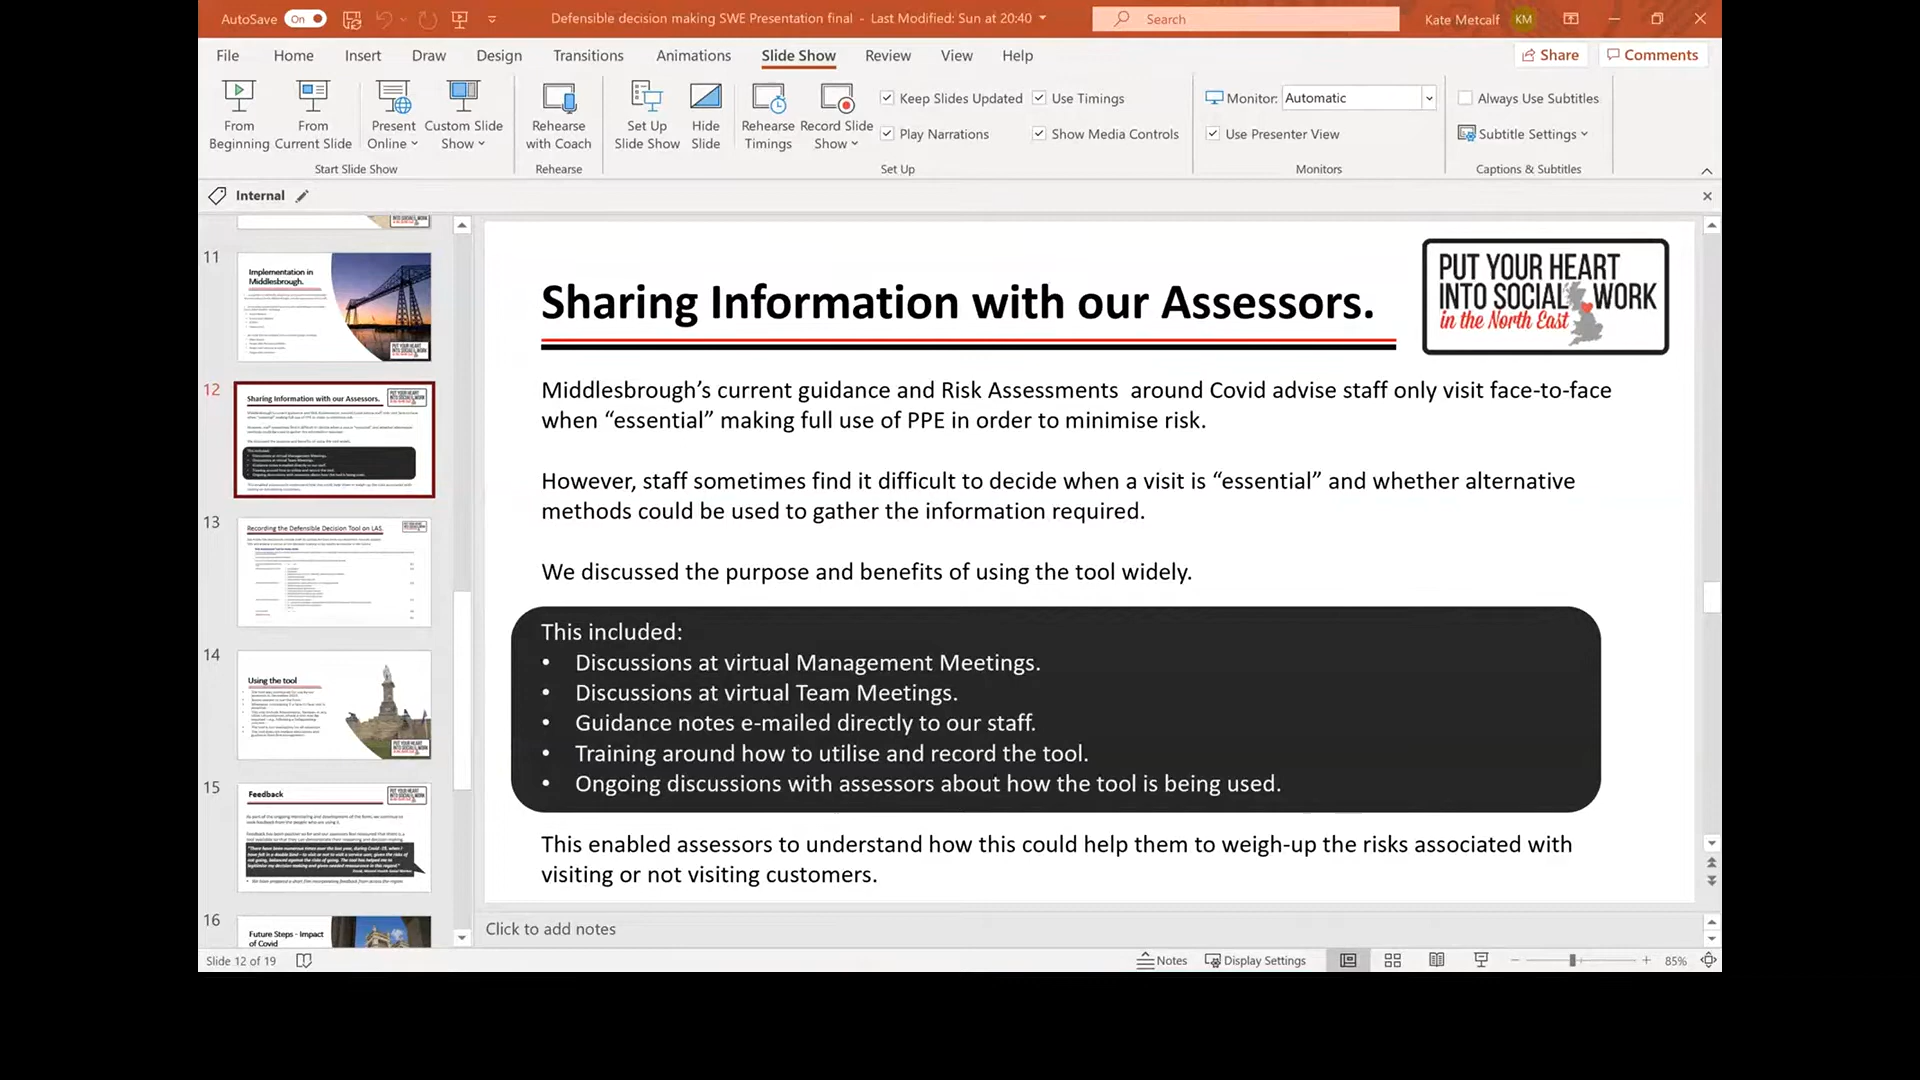 AutoSave On
Defensible decision making SWE Presentation final - Last Modified: Sun at 20:40
Search
Kate Metcalf KM
File Home Insert Draw Design Transitions Animations Slide Show Review View Help
Share Comments
From Beginning
From Current Slide
Present Online
Custom Slide Show
Start Slide Show
Rehearse with Coach
Rehearse
Set Up Slide Show
Hide Slide
Rehearse Timings
Record Slide Show
Keep Slides Updated
Play Narrations
Use Timings
Show Media Controls
Set Up
Monitor: Automatic
Use Presenter View
Monitors
Always Use Subtitles
Subtitle Settings
Captions & Subtitles
Internal
11
Implementation in
Middlesbrough.
12
Sharing Information with our Assessors.
13
Recording the Defensible Decision Tool on LAS.
14
Using the tool
15
Feedback
16
Future Steps - Impact
of Covid
Sharing Information with our Assessors.
PUT YOUR HEART
INTO SOCIAL WORK
in the North East
Middlesbrough’s current guidance and Risk Assessments around Covid advise staff only visit face-to-face
when “essential” making full use of PPE in order to minimise risk.
However, staff sometimes find it difficult to decide when a visit is “essential” and whether alternative
methods could be used to gather the information required.
We discussed the purpose and benefits of using the tool widely.
This included:
• Discussions at virtual Management Meetings.
• Discussions at virtual Team Meetings.
• Guidance notes e-mailed directly to our staff.
• Training around how to utilise and record the tool.
• Ongoing discussions with assessors about how the tool is being used.
This enabled assessors to understand how this could help them to weigh-up the risks associated with
visiting or not visiting customers.
Click to add notes
Slide 12 of 19
Notes Display Settings 85%